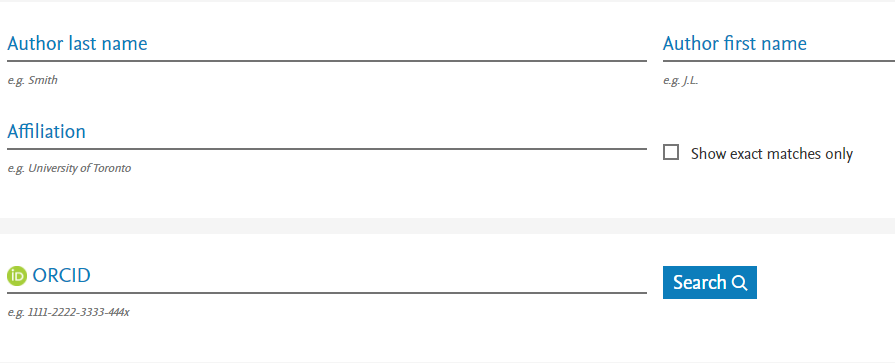 Author last name
Author first name
e.g. Smith
e.g. J.L.
Affiliation
e.g. University of Toronto
Show exact matches only
iD ORCID
Search
e.g. 1111-2222-3333-444x